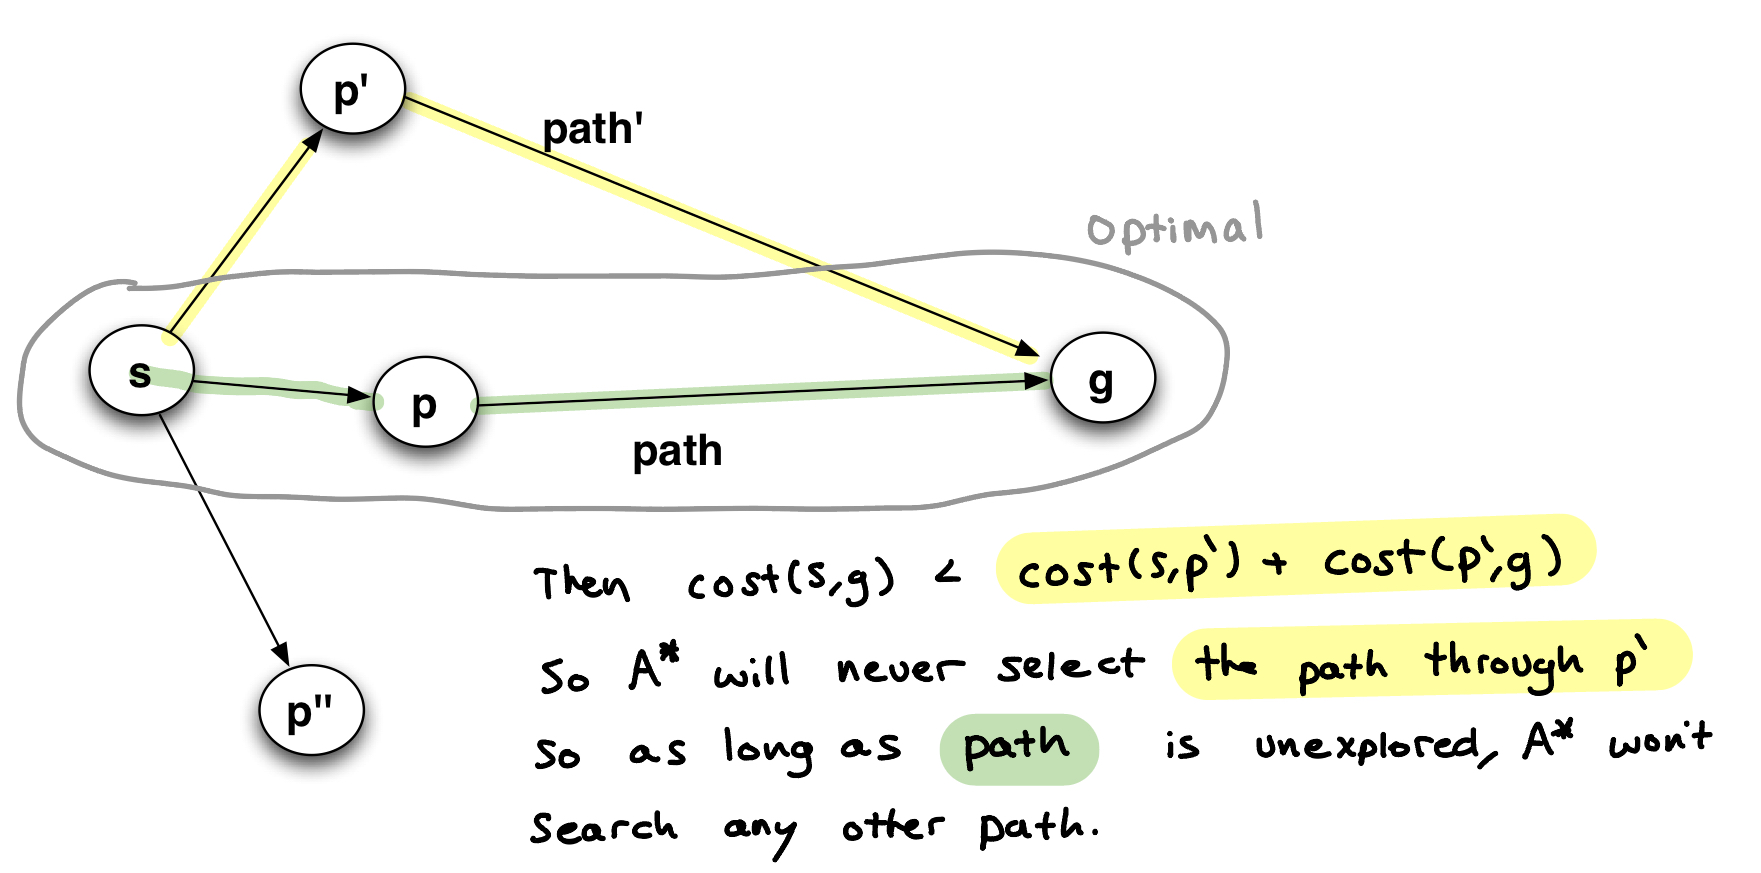 p'
path'
optimal
s
p
g
path
p"
Then cost(s,g) < cost(s,p') + cost(p',g)
So A* will never select the path through p'
So as long as path is unexplored, A* won't
search any other path.